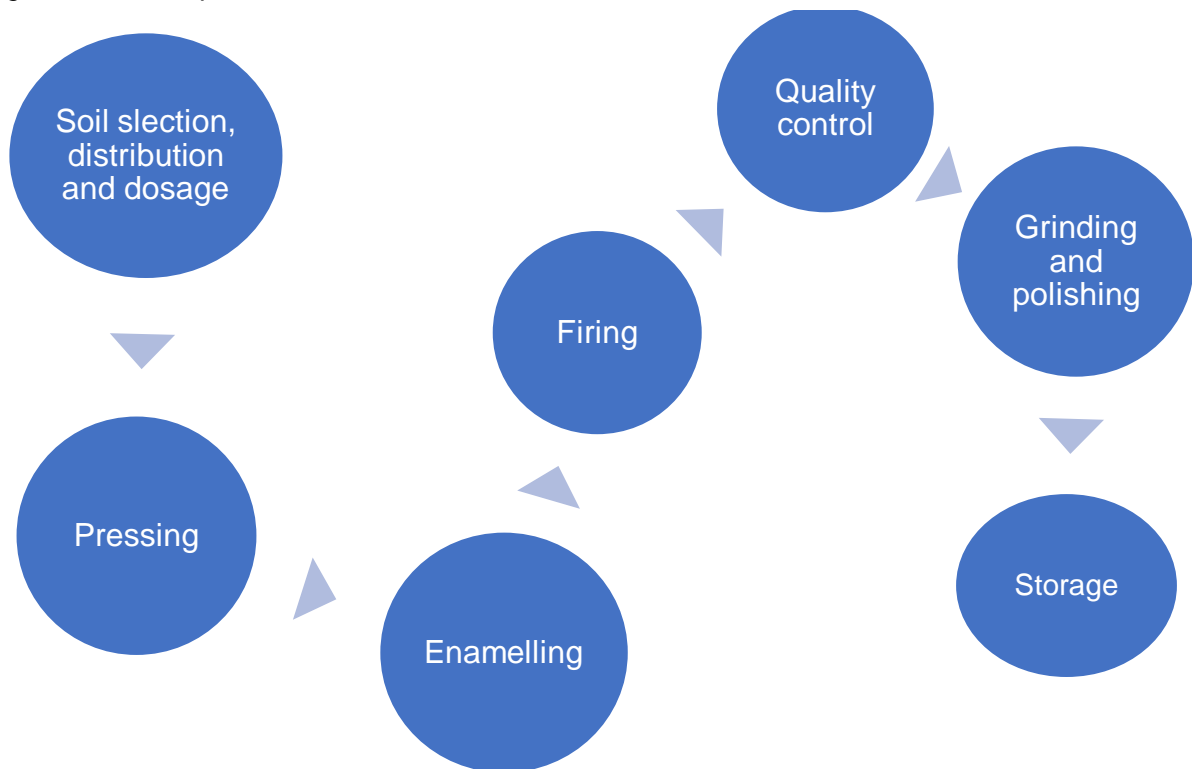 Soil slection,
distribution
and dosage
Pressing
Enamelling
Firing
Quality
control
Grinding
and
polishing
Storage